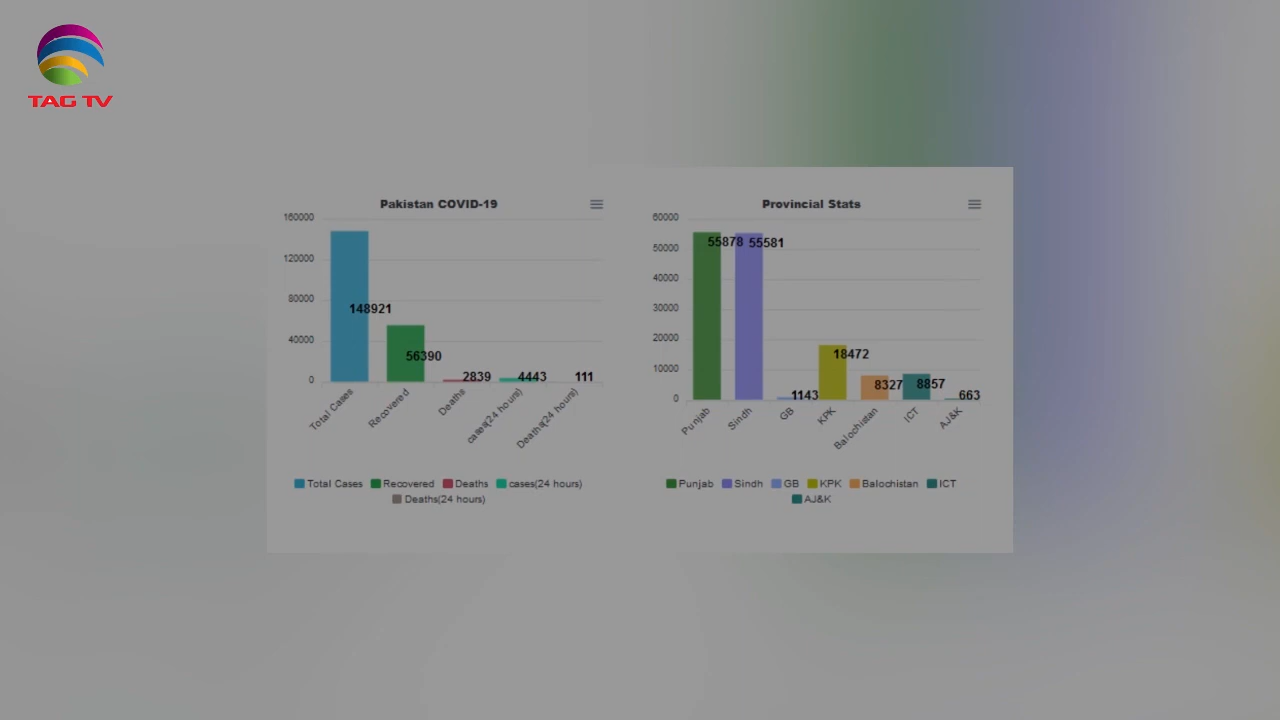 TAG TV
Pakistan COVID-19
160000
120000
80000
40000
0
148921
56390
2839
4443
111
Total Cases
Recovered
Deaths
cases(24 hours)
Deaths(24 hours)
Total Cases Recovered Deaths cases(24 hours)
Deaths(24 hours)
Provincial Stats
60000
50000
40000
30000
20000
10000
0
55878
55581
1143
18472
8327
8857
663
Punjab
Sindh
GB
KPK
Balochistan
ICT
AJ&K
Punjab Sindh GB KPK Balochistan ICT
AJ&K